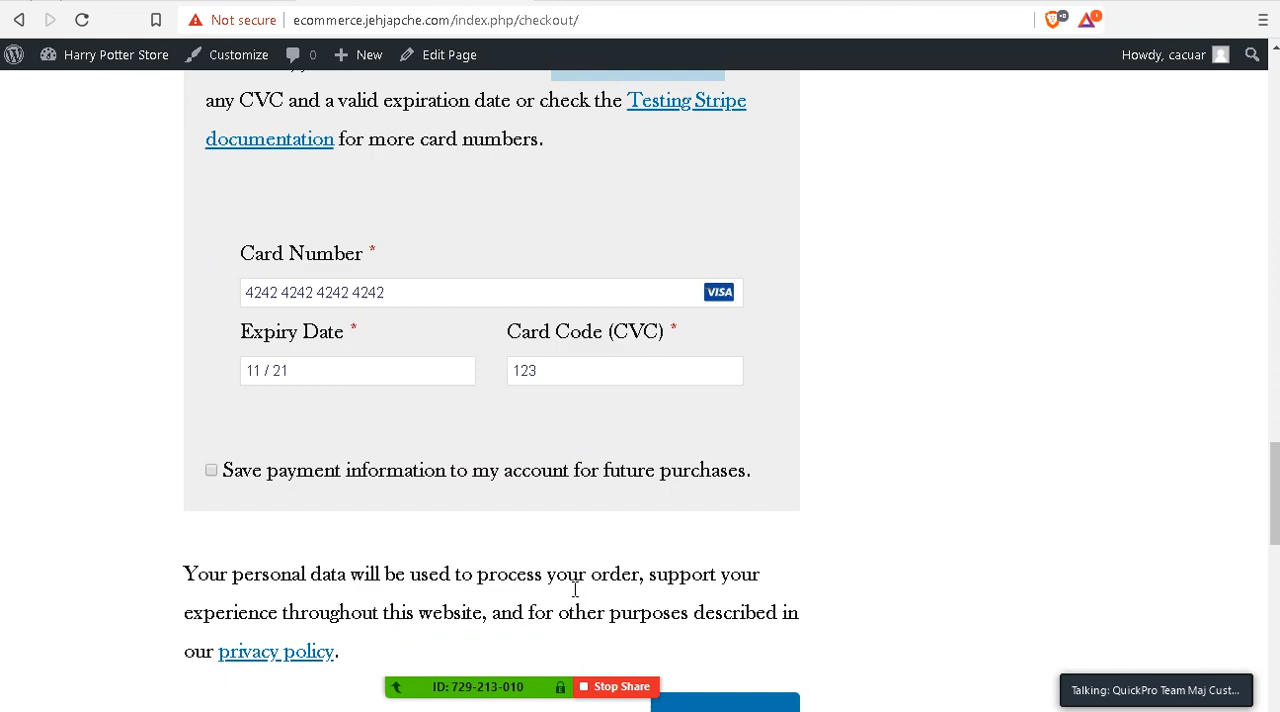 Not secure ecommerce.jehjapche.com/index.php/checkout/
Harry Potter Store Customize 0 New Edit Page Howdy, cacuar
any CVC and a valid expiration date or check the Testing Stripe
documentation for more card numbers.
Card Number *
4242 4242 4242 4242 VISA
Expiry Date * Card Code (CVC) *
11 / 21 123
Save payment information to my account for future purchases.
Your personal data will be used to process your order, support your
experience throughout this website, and for other purposes described in
our privacy policy.
ID: 729-213-010 Stop Share
Talking: QuickPro Team Maj Cust...